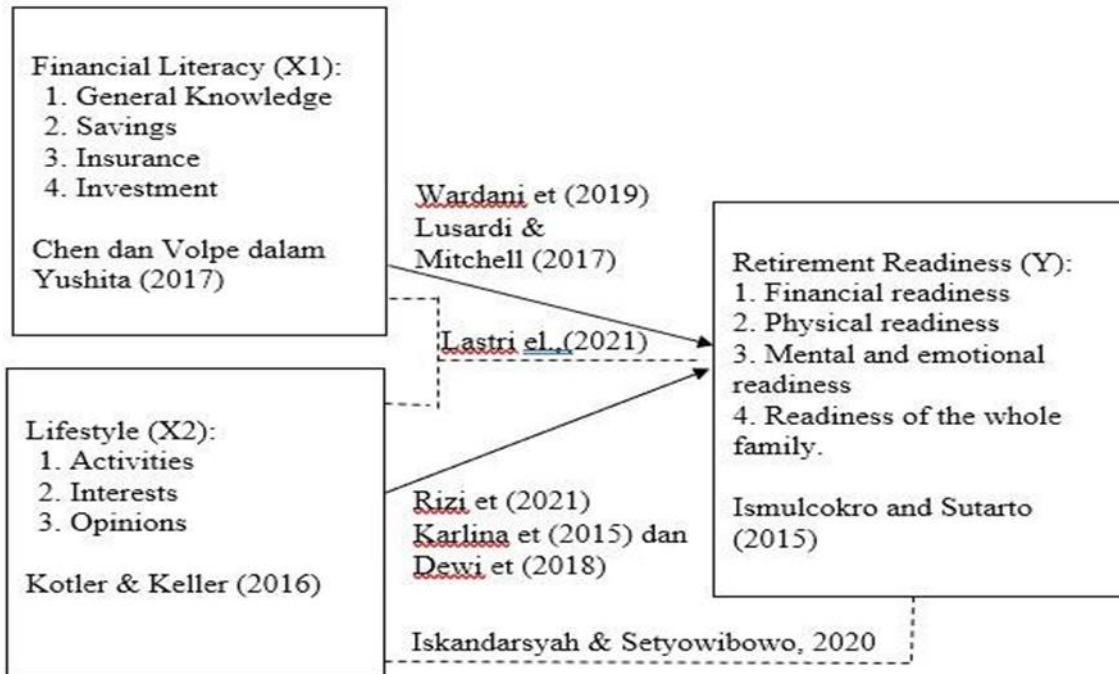 Financial Literacy (X1):
1. General Knowledge
2. Savings
3. Insurance
4. Investment
Chen dan Volpe dalam
Yushita (2017)
Wardani et (2019)
Lusardi &
Mitchell (2017)
Lastri el.,(2021)
Lifestyle (X2):
1. Activities
2. Interests
3. Opinions
Kotler & Keller (2016)
Rizi et (2021)
Karlina et (2015) dan
Dewi et (2018)
Iskandarsyah & Setyowibowo, 2020
Retirement Readiness (Y):
1. Financial readiness
2. Physical readiness
3. Mental and emotional
readiness
4. Readiness of the whole
family.
Ismulcokro and Sutarto
(2015)